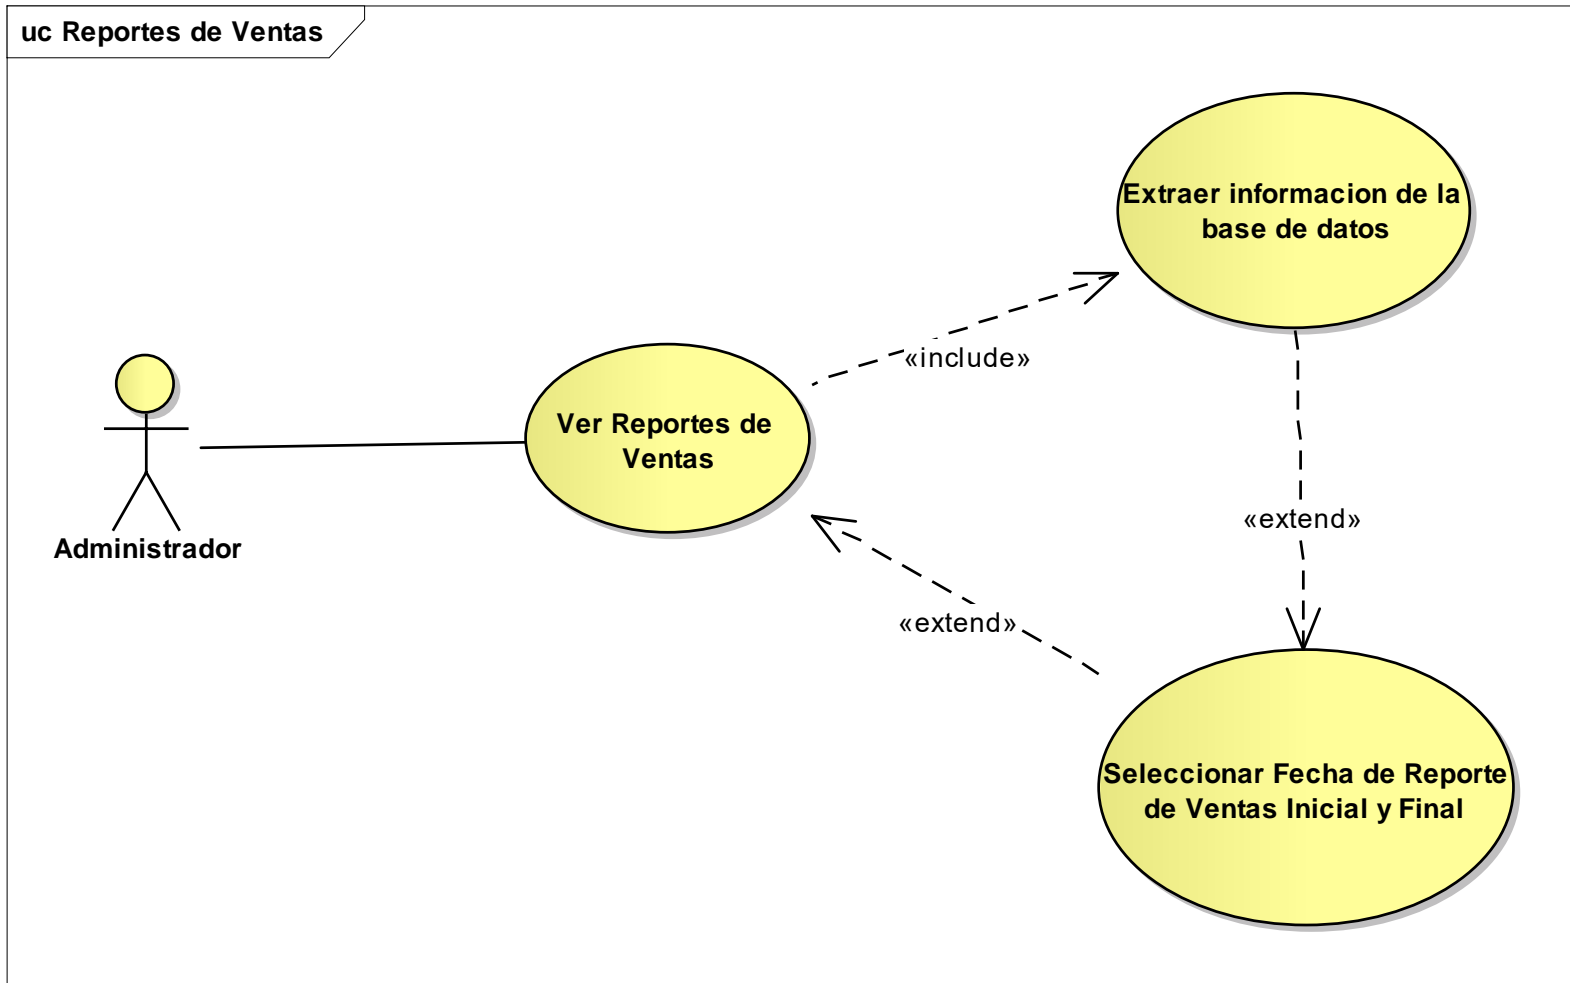 uc Reportes de Ventas
Extraer informacion de la
base de datos
«include»
Ver Reportes de
Ventas
Administrador
«extend»
«extend»
Seleccionar Fecha de Reporte
de Ventas Inicial y Final